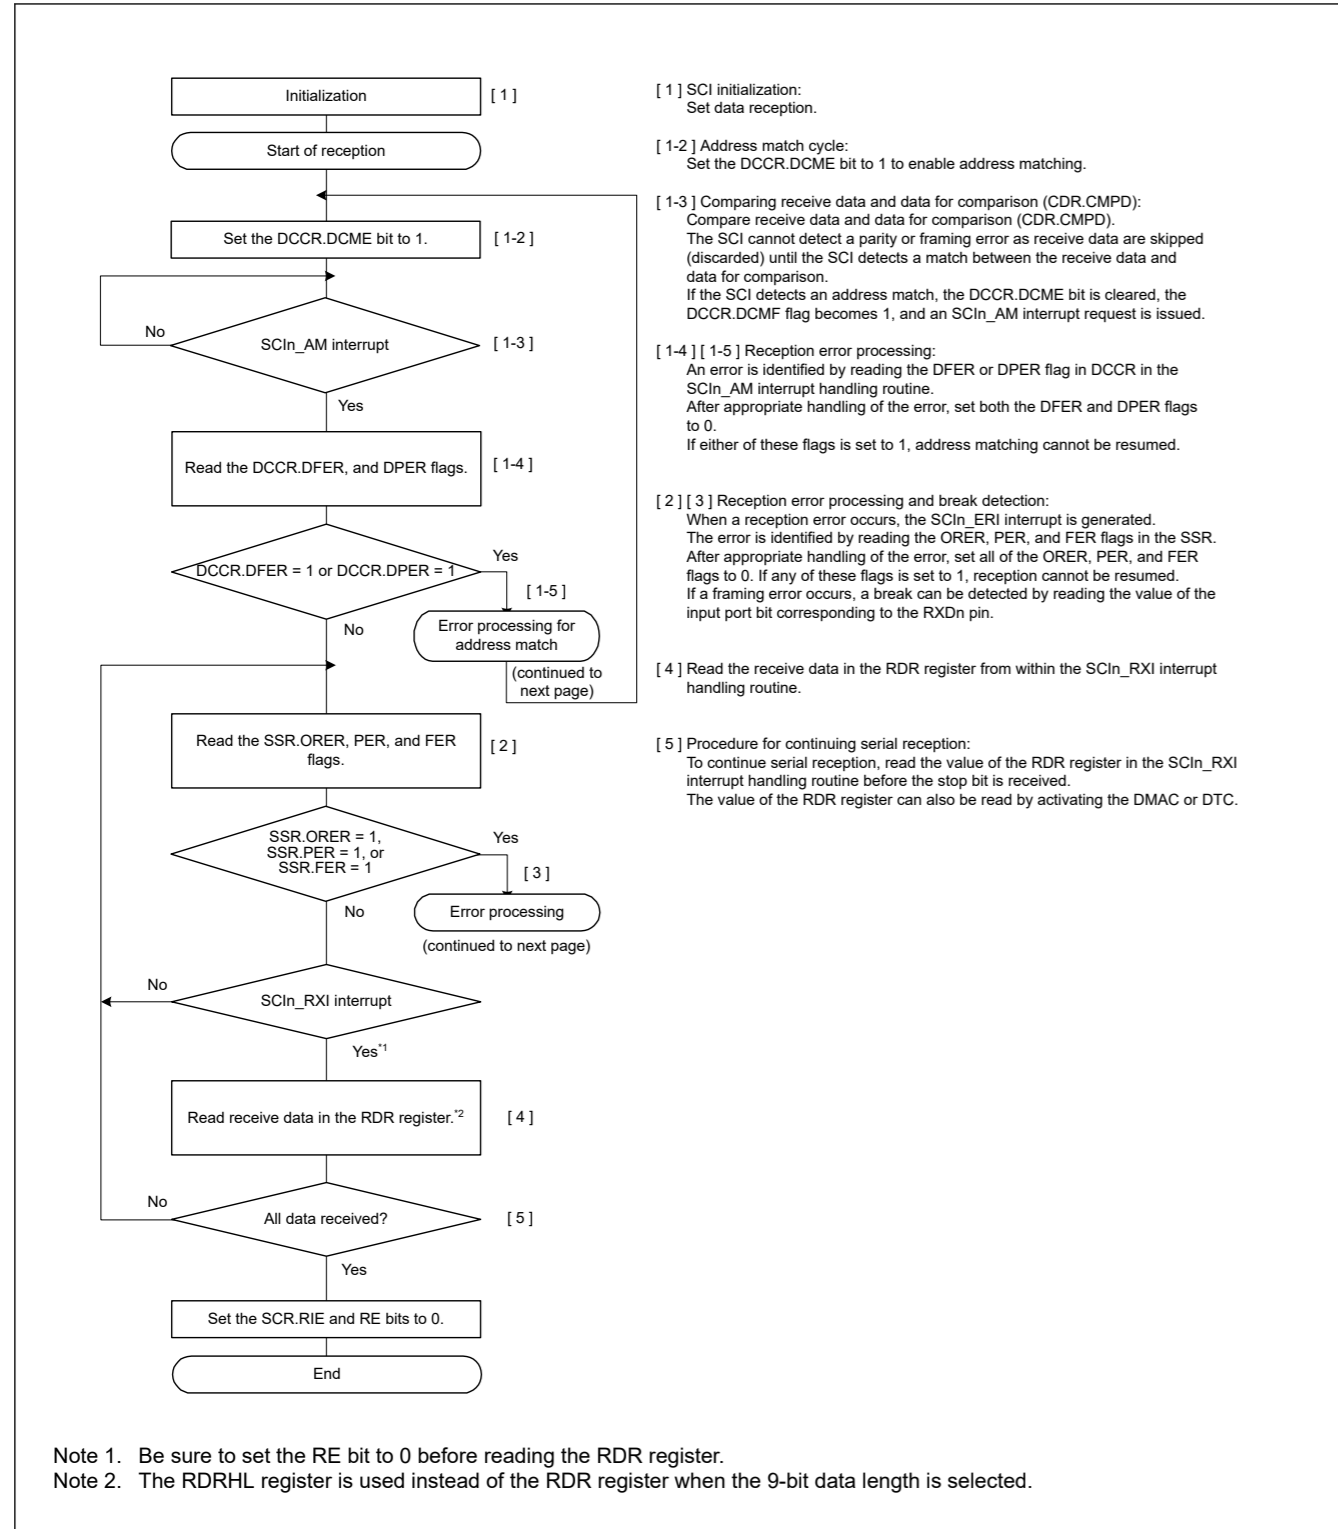 Initialization
[ 1 ]
Start of reception
Set the DCCR.DCME bit to 1.
[ 1-2 ]
No
SCIn_AM interrupt
[ 1-3 ]
Yes
Read the DCCR.DFER, and DPER flags.
[ 1-4 ]
DCCR.DFER = 1 or DCCR.DPER = 1
Yes
[ 1-5 ]
No
Error processing for
address match
(continued to
next page)
Read the SSR.ORER, PER, and FER
flags.
[ 2 ]
SSR.ORER = 1,
SSR.PER = 1, or
SSR.FER = 1
Yes
[ 3 ]
No
Error processing
(continued to next page)
No
SCIn_RXI interrupt
Yes*1
Read receive data in the RDR register.*2
[ 4 ]
No
All data received?
[ 5 ]
Yes
Set the SCR.RIE and RE bits to 0.
End
[ 1 ] SCI initialization:
Set data reception.
[ 1-2 ] Address match cycle:
Set the DCCR.DCME bit to 1 to enable address matching.
[ 1-3 ] Comparing receive data and data for comparison (CDR.CMPD):
Compare receive data and data for comparison (CDR.CMPD).
The SCI cannot detect a parity or framing error as receive data are skipped
(discarded) until the SCI detects a match between the receive data and
data for comparison.
If the SCI detects an address match, the DCCR.DCME bit is cleared, the
DCCR.DCMF flag becomes 1, and an SCIn_AM interrupt request is issued.
[ 1-4 ] [ 1-5 ] Reception error processing:
An error is identified by reading the DFER or DPER flag in DCCR in the
SCIn_AM interrupt handling routine.
After appropriate handling of the error, set both the DFER and DPER flags
to 0.
If either of these flags is set to 1, address matching cannot be resumed.
[ 2 ] [ 3 ] Reception error processing and break detection:
When a reception error occurs, the SCIn_ERI interrupt is generated.
The error is identified by reading the ORER, PER, and FER flags in the SSR.
After appropriate handling of the error, set all of the ORER, PER, and FER
flags to 0. If any of these flags is set to 1, reception cannot be resumed.
If a framing error occurs, a break can be detected by reading the value of the
input port bit corresponding to the RXDn pin.
[ 4 ] Read the receive data in the RDR register from within the SCIn_RXI interrupt
handling routine.
[ 5 ] Procedure for continuing serial reception:
To continue serial reception, read the value of the RDR register in the SCIn_RXI
interrupt handling routine before the stop bit is received.
The value of the RDR register can also be read by activating the DMAC or DTC.
Note 1. Be sure to set the RE bit to 0 before reading the RDR register.
Note 2. The RDRHL register is used instead of the RDR register when the 9-bit data length is selected.